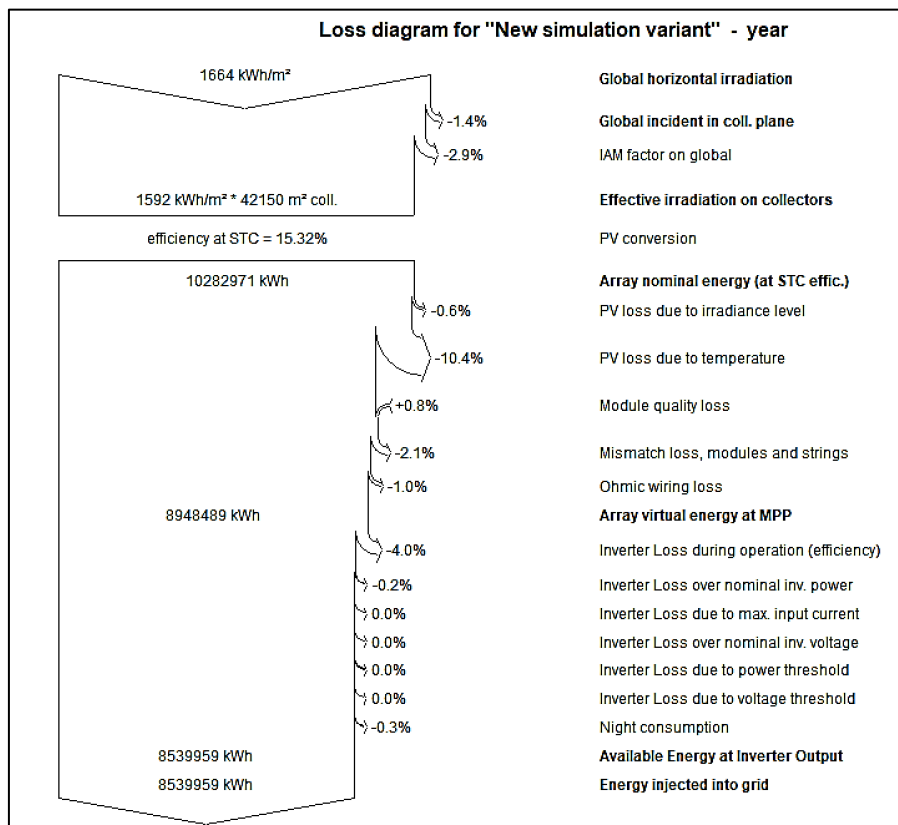 Loss diagram for "New simulation variant" - year
1664 kWh/m² Global horizontal irradiation
-1.4% Global incident in coll. plane
-2.9% IAM factor on global
1592 kWh/m² * 42150 m² coll. Effective irradiation on collectors
efficiency at STC = 15.32% PV conversion
10282971 kWh Array nominal energy (at STC effic.)
-0.6% PV loss due to irradiance level
-10.4% PV loss due to temperature
+0.8% Module quality loss
-2.1% Mismatch loss, modules and strings
-1.0% Ohmic wiring loss
8948489 kWh Array virtual energy at MPP
-4.0% Inverter Loss during operation (efficiency)
-0.2% Inverter Loss over nominal inv. power
0.0% Inverter Loss due to max. input current
0.0% Inverter Loss over nominal inv. voltage
0.0% Inverter Loss due to power threshold
0.0% Inverter Loss due to voltage threshold
-0.3% Night consumption
8539959 kWh Available Energy at Inverter Output
8539959 kWh Energy injected into grid